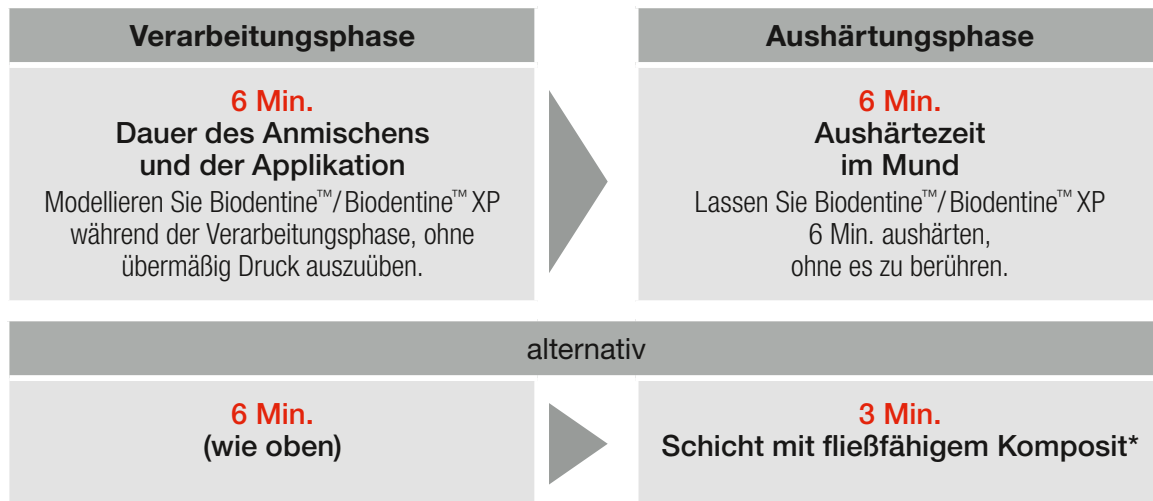 Verarbeitungsphase
6 Min.
Dauer des Anmischens
und der Applikation
Modellieren Sie Biodentine™/Biodentine™ XP
während der Verarbeitungsphase, ohne
übermäßig Druck auszuüben.
Aushärtungsphase
6 Min.
Aushärtezeit
im Mund
Lassen Sie Biodentine™/Biodentine™ XP
6 Min. aushärten,
ohne es zu berühren.
alternativ
6 Min.
(wie oben)
3 Min.
Schicht mit fließfähigem Komposit*